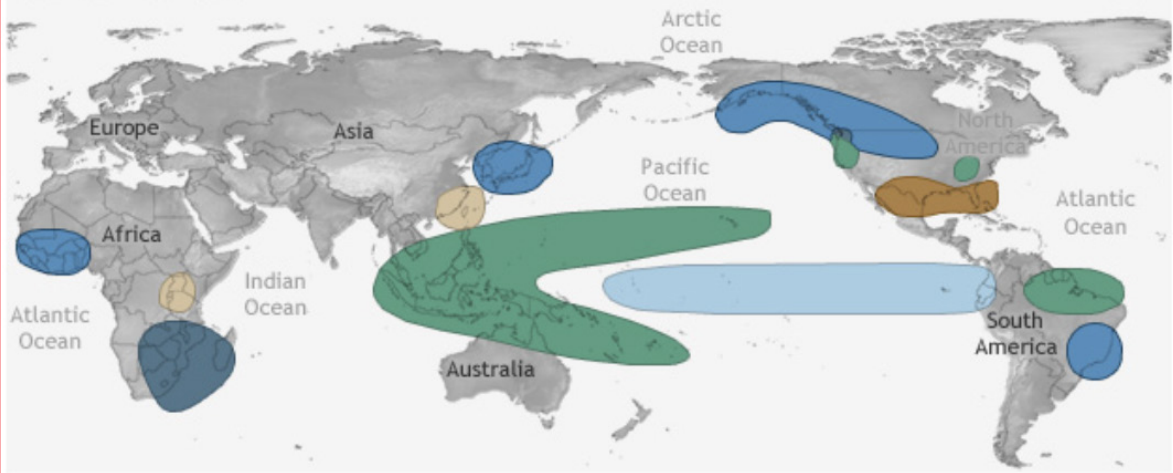 Arctic
Ocean
Europe
Asia
North
America
Pacific
Ocean
Atlantic
Ocean
Africa
Indian
Ocean
Atlantic
Ocean
South
America
Australia